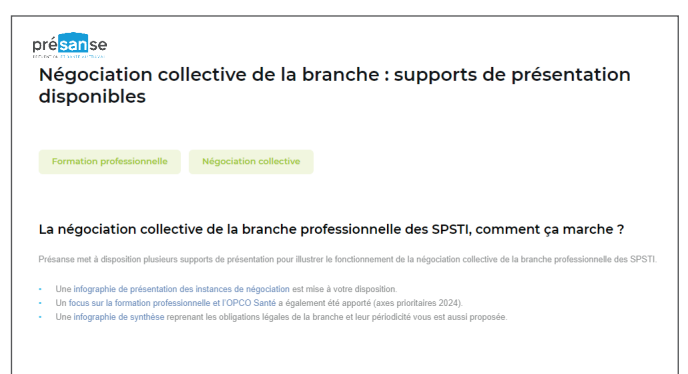 présanse
Négociation collective de la branche : supports de présentation
disponibles
Formation professionnelle
Négociation collective
La négociation collective de la branche professionnelle des SPSTI, comment ça marche ?
Présanse met à disposition plusieurs supports de présentation pour illustrer le fonctionnement de la négociation collective de la branche professionnelle des SPSTI.
• Une infographie de présentation des instances de négociation est mise à votre disposition.
• Un focus sur la formation professionnelle et l'OPCO Santé a également été apporté (axes prioritaires 2024).
• Une infographie de synthèse reprenant les obligations légales de la branche et leur périodicité vous est aussi proposée.